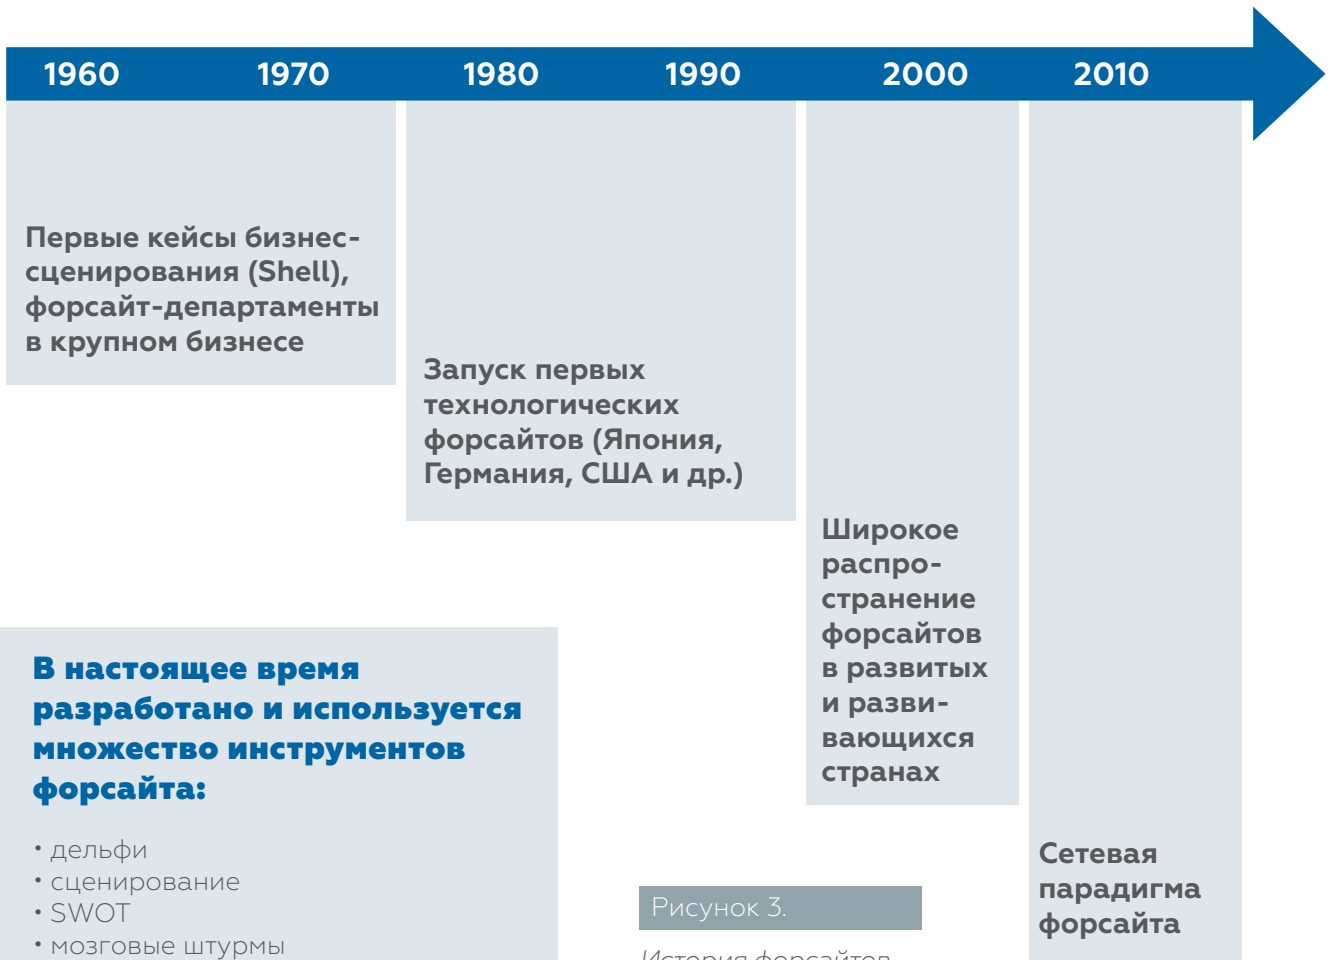 1960 1970 1980 1990 2000 2010
Первые кейсы бизнес-
сценирования (Shell),
форсайт-департаменты
в крупном бизнесе
Запуск первых
технологических
форсайтов (Япония,
Германия, США и др.)
Широкое
распро-
странение
форсайтов
в развитых
и разви-
вающихся
странах
Сетевая
парадигма
форсайта
В настоящее время
разработано и используется
множество инструментов
форсайта:
• дельфи
• сценирование
• SWOT
• мозговые штурмы
Рисунок 3.
История форсайтов